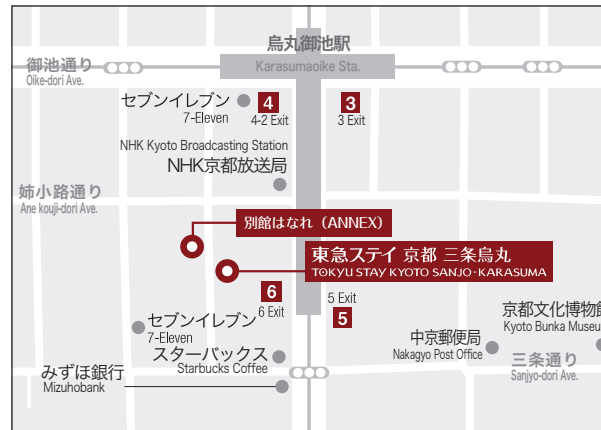 烏丸御池駅
Karasumaoike Sta.
御池通り
Oike-dori Ave.
セブンイレブン
7-Eleven
4
4-2 Exit
3
3 Exit
NHK Kyoto Broadcasting Station
NHK京都放送局
姉小路通り
Ane kouji-dori Ave.
別館はなれ（ANNEX）
東急ステイ 京都 三条烏丸
TOKYU STAY KYOTO SANJO-KARASUMA
6
6 Exit
5 Exit
5
セブンイレブン
7-Eleven
スターバックス
Starbucks Coffee
みずほ銀行
Mizuhobank
中京郵便局
Nakagyo Post Office
京都文化博物館
Kyoto Bunka Museu
三条通り
Sanjyo-dori Ave.